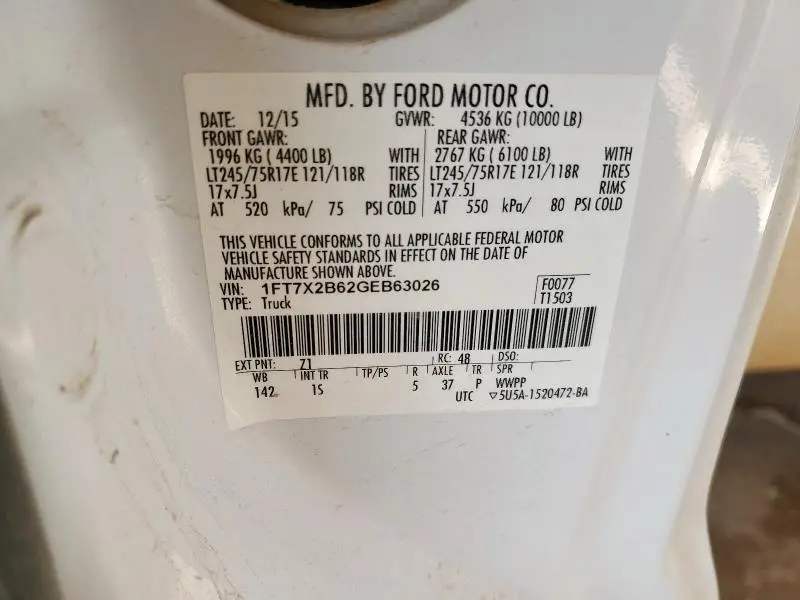 MFD. BY FORD MOTOR CO.
DATE: 12/15 GVWR: 4536 KG (10000 LB)
FRONT GAWR: REAR GAWR:
1996 KG ( 4400 LB) WITH 2767 KG ( 6100 LB) WITH
LT245/75R17E 121/118R TIRES LT245/75R17E 121/118R TIRES
17x7.5J RIMS 17x7.5J RIMS
AT 520 kPa/ 75 PSI COLD AT 550 kPa/ 80 PSI COLD
THIS VEHICLE CONFORMS TO ALL APPLICABLE FEDERAL MOTOR
VEHICLE SAFETY STANDARDS IN EFFECT ON THE DATE OF
MANUFACTURE SHOWN ABOVE.
VIN: 1FT7X2B62GEB63026 F0077
TYPE: Truck T1503
EXT PNT: Z1 RC: 48 DSO:
WB INT TR TP/PS R AXLE TR SPR
142 1S 5 37 P WWPP
UTC ▽5U5A-1520472-BA